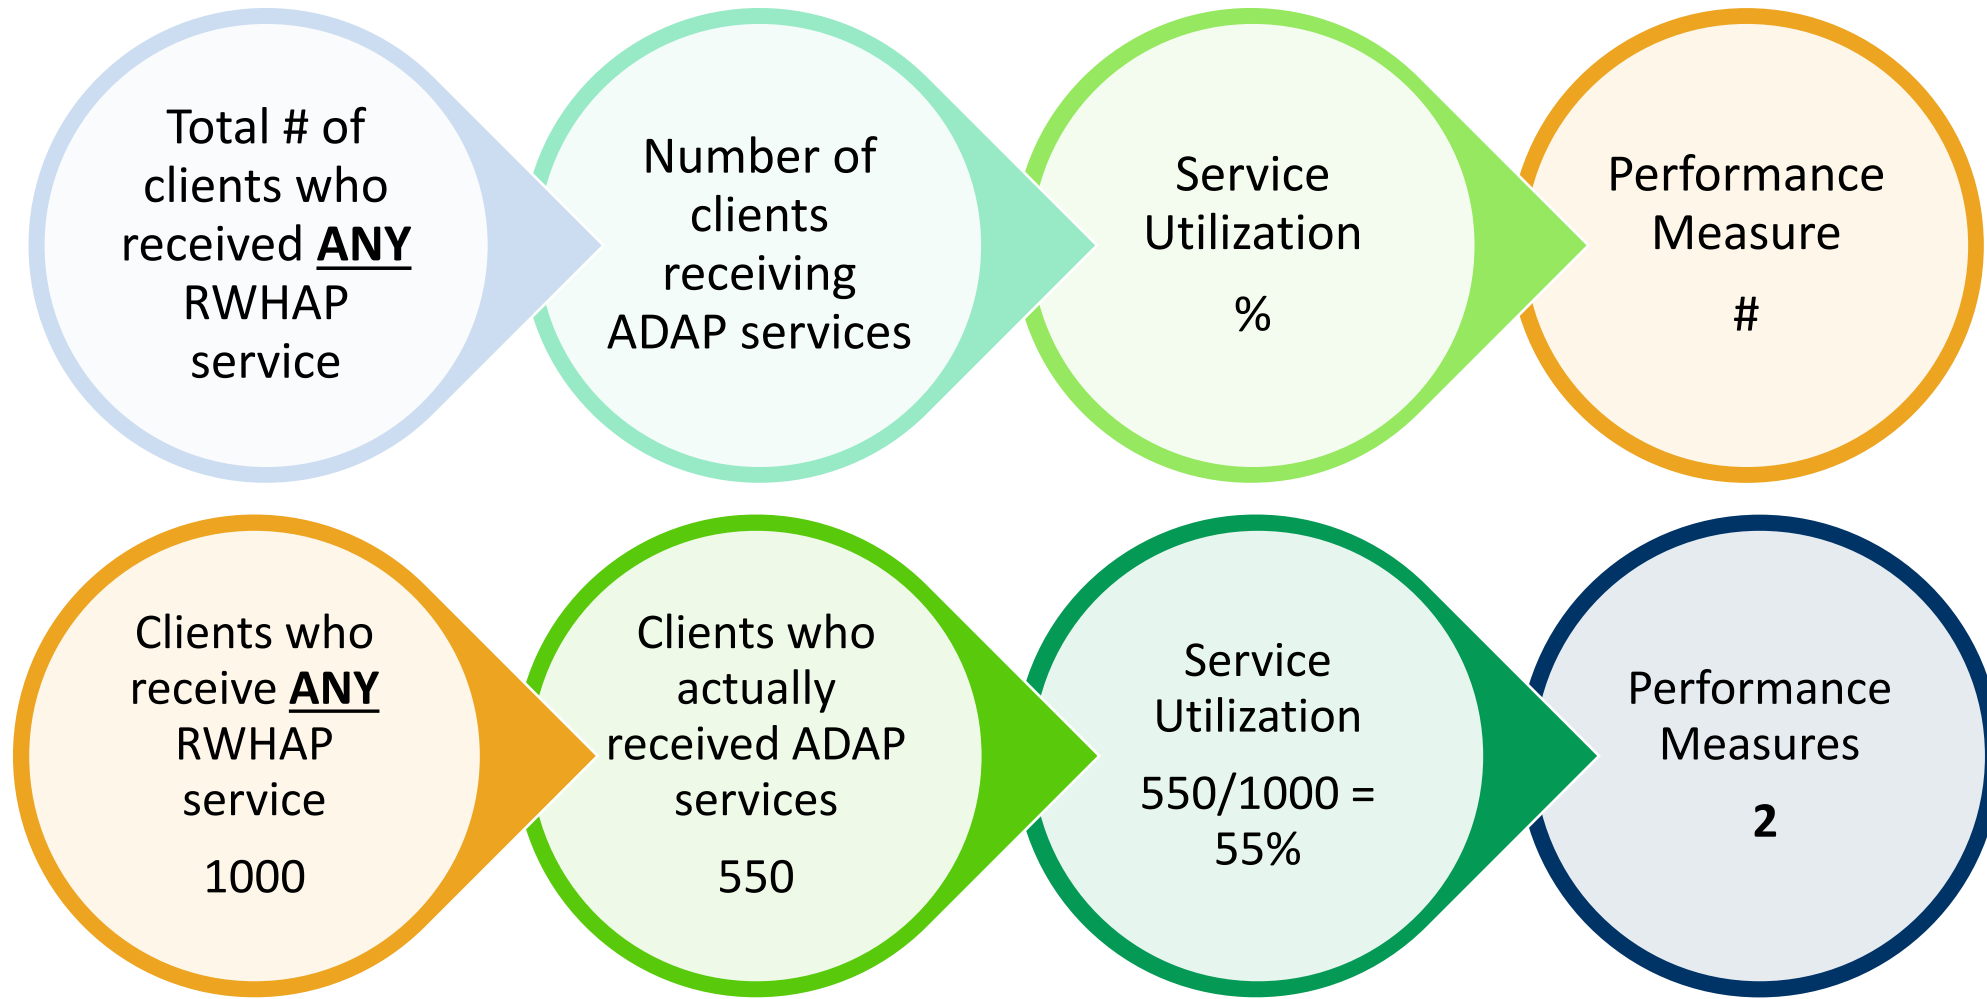 Total # of
clients who
received ANY
RWHAP
service
Number of
clients
receiving
ADAP services
Service
Utilization
%
Performance
Measure
#
Clients who
receive ANY
RWHAP
service
1000
Clients who
actually
received ADAP
services
550
Service
Utilization
550/1000 =
55%
Performance
Measures
2